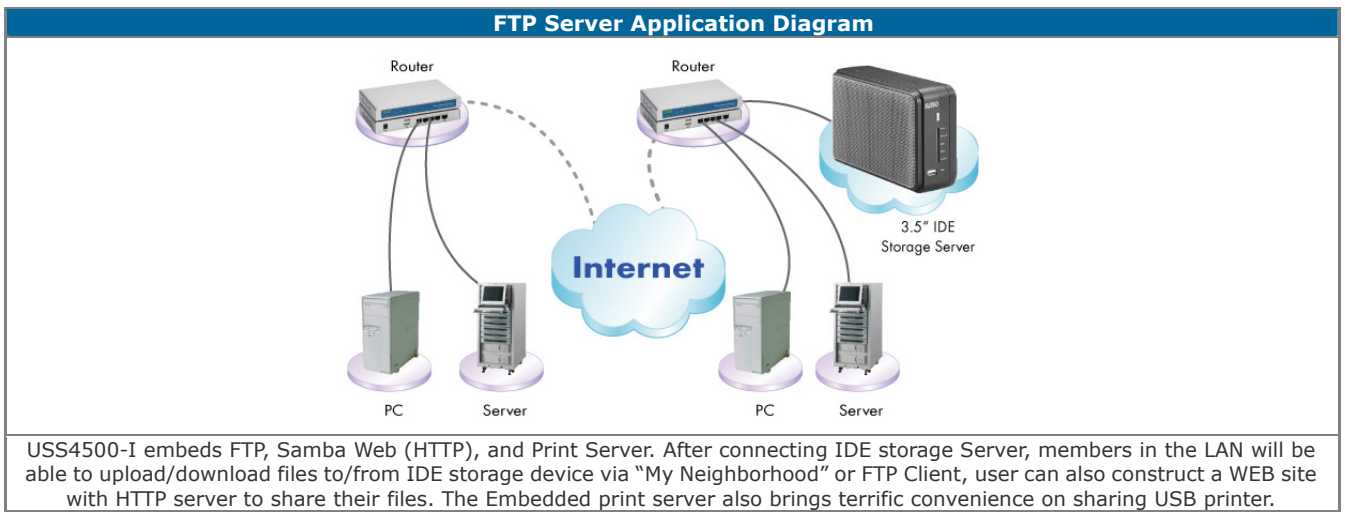 FTP Server Application Diagram
Router
Router
3.5" IDE
Storage Server
Internet
PC
Server
PC
Server
USS4500-I embeds FTP, Samba Web (HTTP), and Print Server. After connecting IDE storage Server, members in the LAN will be
able to upload/download files to/from IDE storage device via “My Neighborhood” or FTP Client, user can also construct a WEB site
with HTTP server to share their files. The Embedded print server also brings terrific convenience on sharing USB printer.